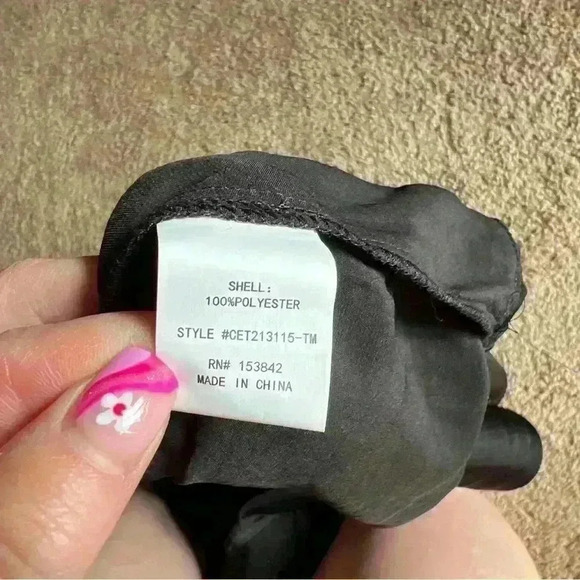 SHELL:
100%POLYESTER
STYLE #CET213115-TM
RN# 153842
MADE IN CHINA